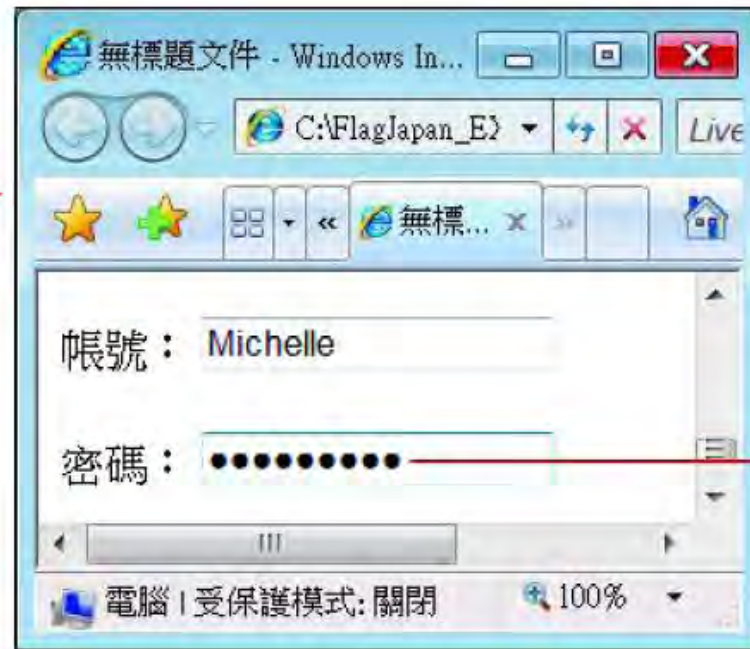 無標題文件 - Windows In...
C:\FlagJapan_E
Live
無標...
帳號：Michelle
密碼：●●●●●●●●●
電腦 | 受保護模式: 關閉 100%